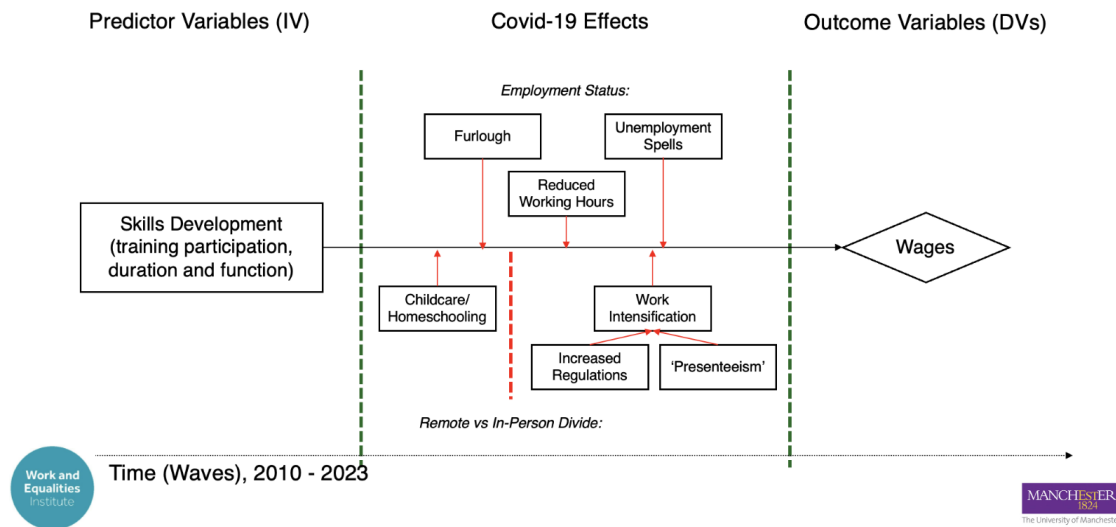 Predictor Variables (IV)
Covid-19 Effects
Outcome Variables (DVs)
Employment Status:
Furlough
Unemployment
Spells
Reduced
Working Hours
Skills Development
(training participation,
duration and function)
Wages
Childcare/
Homeschooling
Work
Intensification
Increased
Regulations
‘Presenteeism’
Remote vs In-Person Divide:
Time (Waves), 2010 - 2023
Work and
Equalities
Institute
MANCHESTER
1824
The University of Manchester